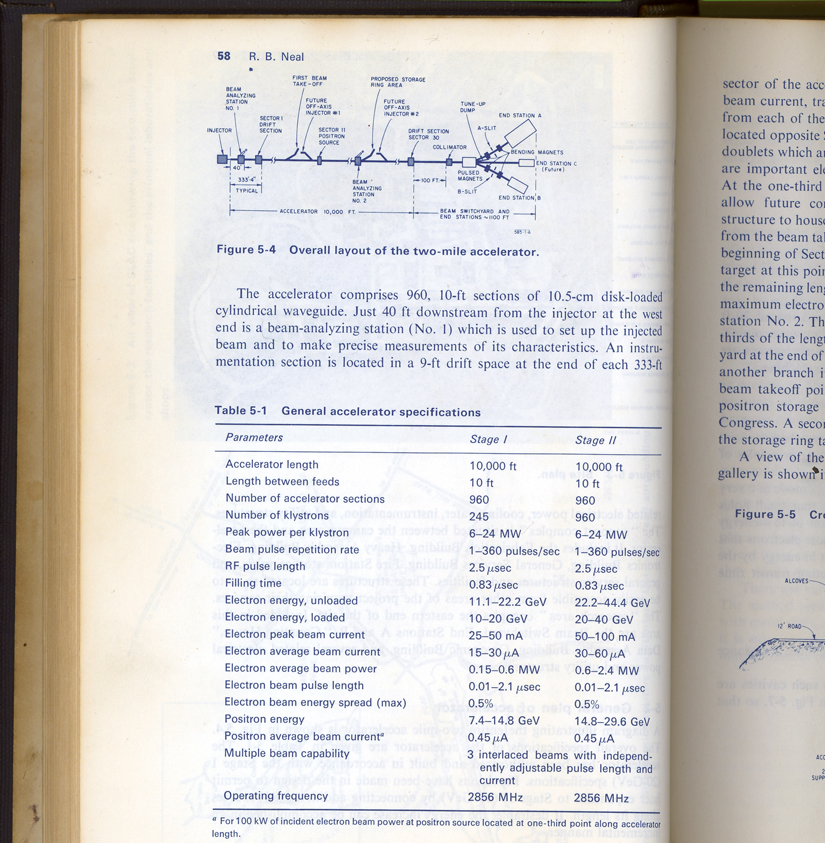 58 R. B. Neal
BEAM
ANALYZING
STATION
NO. 1
FIRST BEAM
TAKE-OFF
PROPOSED STORAGE
RING AREA
INJECTOR
SECTOR I
DRIFT
SECTION
FUTURE
OFF-AXIS
INJECTOR #1
SECTOR 11
POSITRON
SOURCE
FUTURE
OFF-AXIS
INJECTOR #2
DRIFT SECTION
SECTOR 30
COLLIMATOR
TUNE-UP
DUMP
A-SLIT
END STATION A
BENDING MAGNETS
END STATION C
(Future)
40'
333'-4"
TYPICAL
BEAM
ANALYZING
STATION
NO. 2
100 FT.
PULSED
MAGNETS
B-SLIT
END STATION B
ACCELERATOR 10,000 FT.
BEAM SWITCHYARD AND
END STATIONS ~1100 FT
Figure 5-4 Overall layout of the two-mile accelerator.
The accelerator comprises 960, 10-ft sections of 10.5-cm disk-loaded
cylindrical waveguide. Just 40 ft downstream from the injector at the west
end is a beam-analyzing station (No. 1) which is used to set up the injected
beam and to make precise measurements of its characteristics. An instru-
mentation section is located in a 9-ft drift space at the end of each 333-ft
Table 5-1 General accelerator specifications
Parameters Stage I Stage II
Accelerator length 10,000 ft 10,000 ft
Length between feeds 10 ft 10 ft
Number of accelerator sections 960 960
Number of klystrons 245 960
Peak power per klystron 6–24 MW 6–24 MW
Beam pulse repetition rate 1–360 pulses/sec 1–360 pulses/sec
RF pulse length 2.5 μsec 2.5 μsec
Filling time 0.83 μsec 0.83 μsec
Electron energy, unloaded 11.1–22.2 GeV 22.2–44.4 GeV
Electron energy, loaded 10–20 GeV 20–40 GeV
Electron peak beam current 25–50 mA 50–100 mA
Electron average beam current 15–30 μA 30–60 μA
Electron average beam power 0.15–0.6 MW 0.6–2.4 MW
Electron beam pulse length 0.01–2.1 μsec 0.01–2.1 μsec
Electron beam energy spread (max) 0.5% 0.5%
Positron energy 7.4–14.8 GeV 14.8–29.6 GeV
Positron average beam currentᵃ 0.45 μA 0.45 μA
Multiple beam capability 3 interlaced beams with independ-
ently adjustable pulse length and
current
Operating frequency 2856 MHz 2856 MHz
ᵃ For 100 kW of incident electron beam power at positron source located at one-third point along accelerator
length.
sector of the acc
beam current, tra
from each of the
located opposite
doublets which ar
are important ele
At the one-third
allow future con
structure to house
from the beam tal
beginning of Sect
target at this poin
the remaining leng
maximum electro
station No. 2. Th
thirds of the lengt
yard at the end of
another branch i
beam takeoff poi
positron storage
Congress. A secon
the storage ring ta
A view of the
gallery is shown i
Figure 5-5 Cro
ALCOVES
12' ROAD